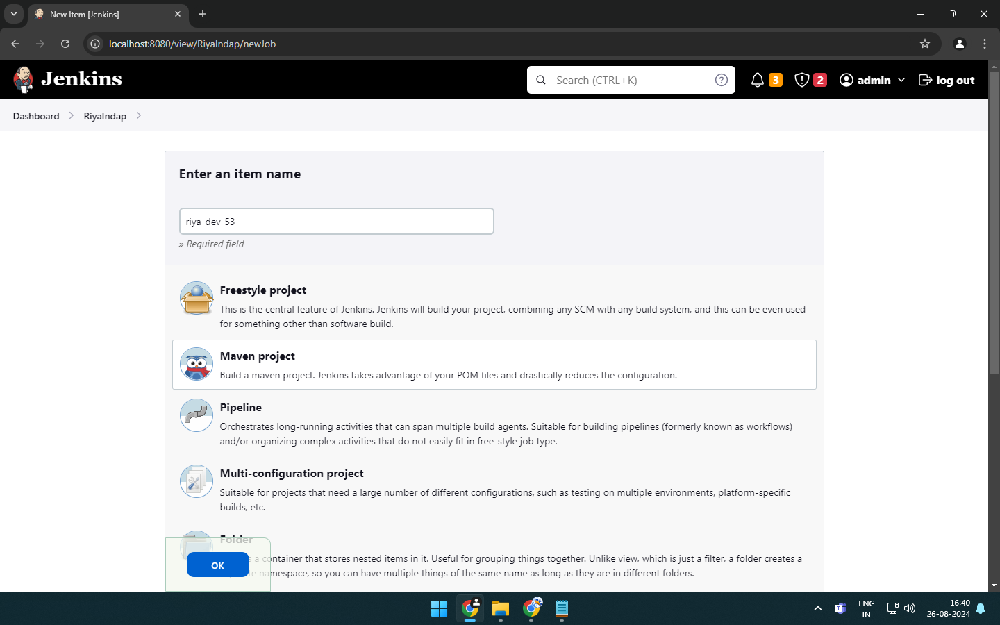 New Item [Jenkins]
localhost:8080/view/RiyaIndap/newJob
Jenkins
Search (CTRL+K)
3
2
admin
log out
Dashboard
RiyaIndap
Enter an item name
riya_dev_53
» Required field
Freestyle project
This is the central feature of Jenkins. Jenkins will build your project, combining any SCM with any build system, and this can be even used
for something other than software build.
Maven project
Build a maven project. Jenkins takes advantage of your POM files and drastically reduces the configuration.
Pipeline
Orchestrates long-running activities that can span multiple build agents. Suitable for building pipelines (formerly known as workflows)
and/or organizing complex activities that do not easily fit in free-style job type.
Multi-configuration project
Suitable for projects that need a large number of different configurations, such as testing on multiple environments, platform-specific
builds, etc.
Folder
a container that stores nested items in it. Useful for grouping things together. Unlike view, which is just a filter, a folder creates a
namespace, so you can have multiple things of the same name as long as they are in different folders.
OK
ENG
IN
16:40
26-08-2024